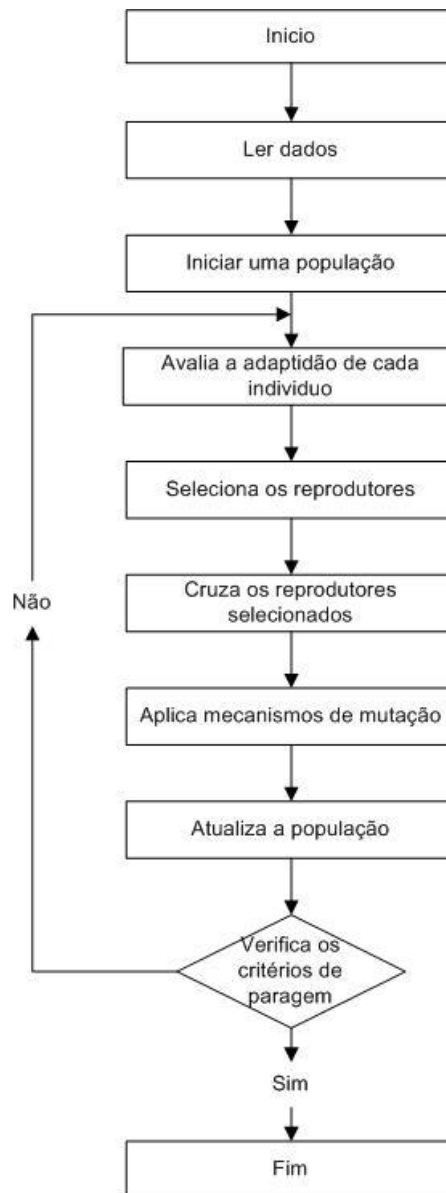 Inicio
Ler dados
Iniciar uma população
Avalia a adaptidão de cada
individuo
Seleciona os reprodutores
Cruza os reprodutores
selecionados
Não
Aplica mecanismos de mutação
Atualiza a população
Verifica os
critérios de
paragem
Sim
Fim